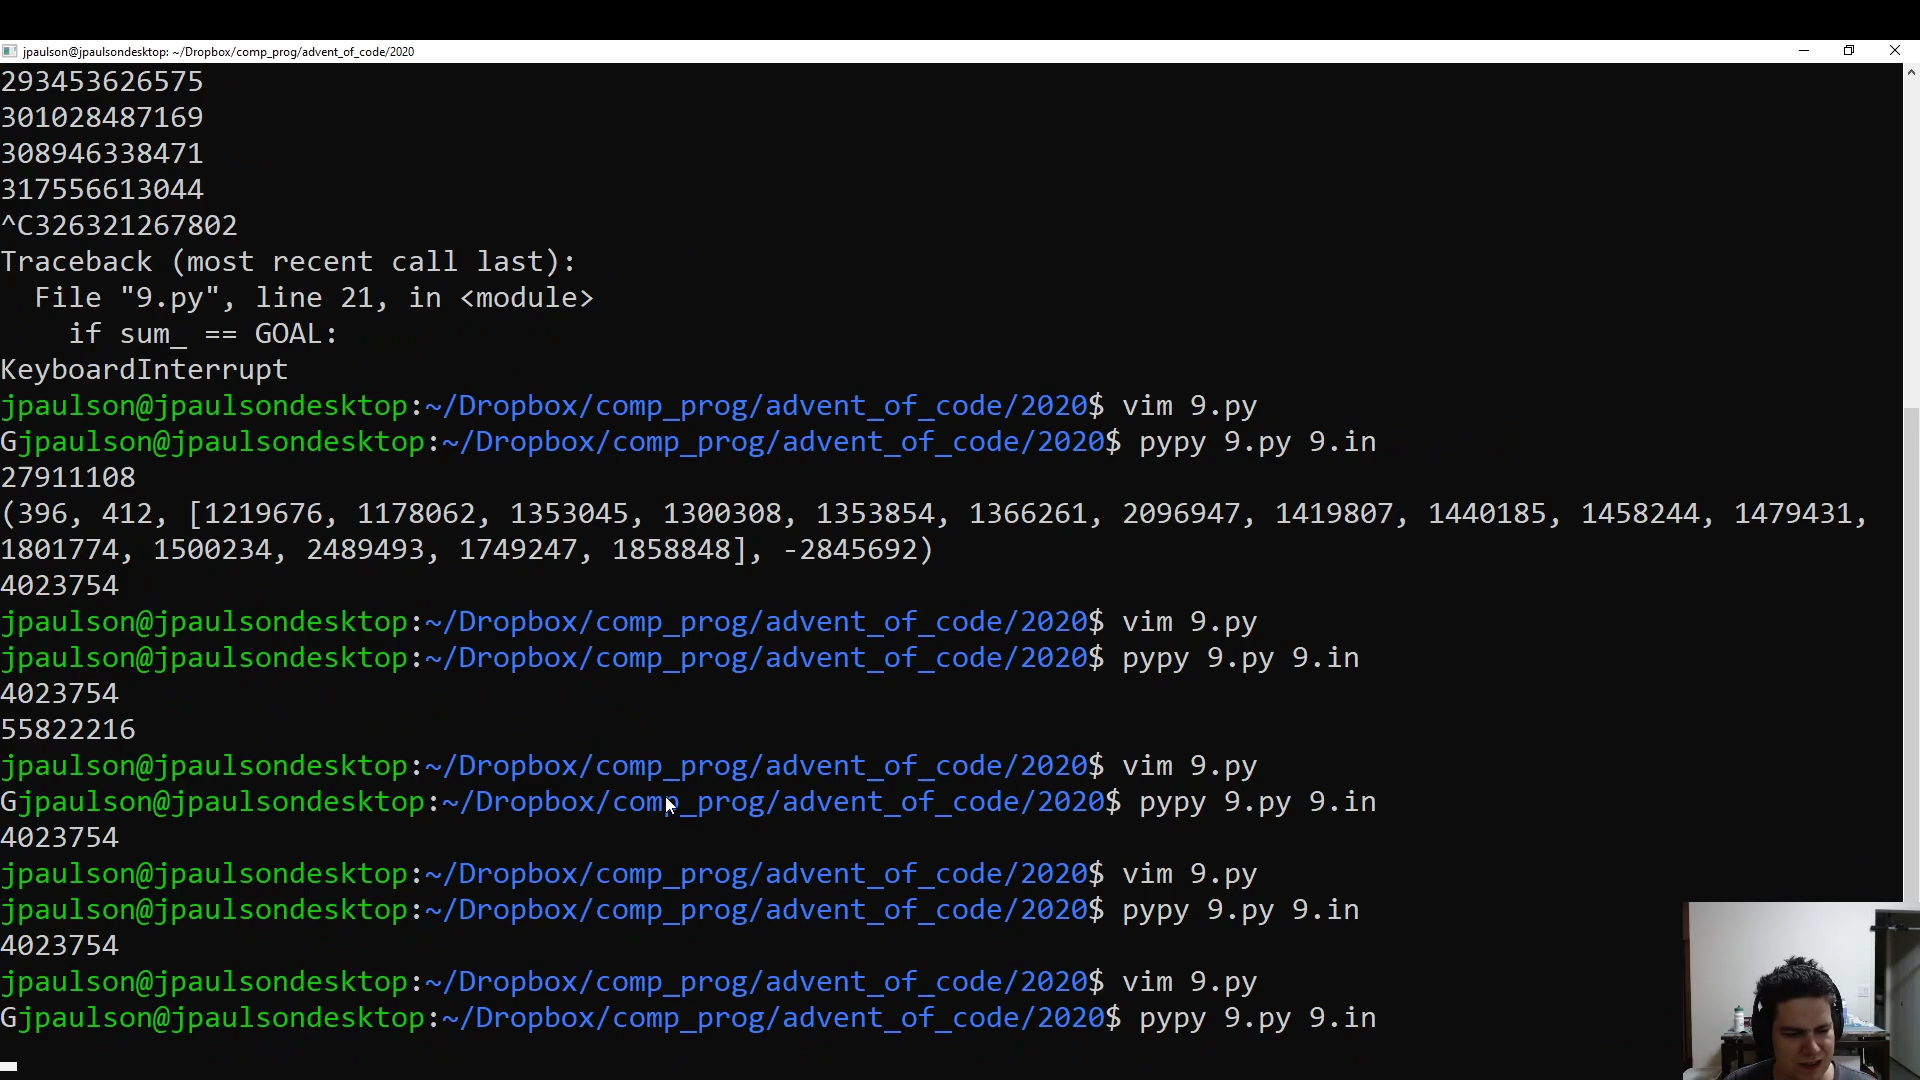 jpaulson@jpaulsondesktop: ~/Dropbox/comp_prog/advent_of_code/2020
293453626575
301028487169
308946338471
317556613044
^C326321267802
Traceback (most recent call last):
  File "9.py", line 21, in <module>
    if sum_ == GOAL:
KeyboardInterrupt
jpaulson@jpaulsondesktop:~/Dropbox/comp_prog/advent_of_code/2020$ vim 9.py
Gjpaulson@jpaulsondesktop:~/Dropbox/comp_prog/advent_of_code/2020$ pypy 9.py 9.in
27911108
(396, 412, [1219676, 1178062, 1353045, 1300308, 1353854, 1366261, 2096947, 1419807, 1440185, 1458244, 1479431,
1801774, 1500234, 2489493, 1749247, 1858848], -2845692)
4023754
jpaulson@jpaulsondesktop:~/Dropbox/comp_prog/advent_of_code/2020$ vim 9.py
jpaulson@jpaulsondesktop:~/Dropbox/comp_prog/advent_of_code/2020$ pypy 9.py 9.in
4023754
55822216
jpaulson@jpaulsondesktop:~/Dropbox/comp_prog/advent_of_code/2020$ vim 9.py
Gjpaulson@jpaulsondesktop:~/Dropbox/comp_prog/advent_of_code/2020$ pypy 9.py 9.in
4023754
jpaulson@jpaulsondesktop:~/Dropbox/comp_prog/advent_of_code/2020$ vim 9.py
jpaulson@jpaulsondesktop:~/Dropbox/comp_prog/advent_of_code/2020$ pypy 9.py 9.in
4023754
jpaulson@jpaulsondesktop:~/Dropbox/comp_prog/advent_of_code/2020$ vim 9.py
Gjpaulson@jpaulsondesktop:~/Dropbox/comp_prog/advent_of_code/2020$ pypy 9.py 9.in